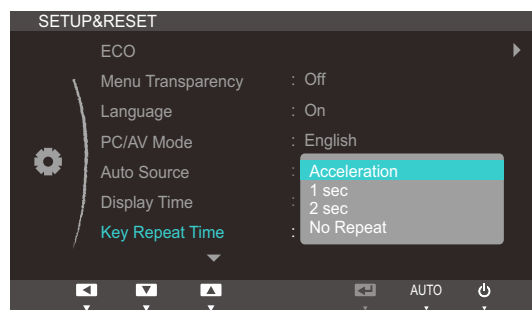 SETUP&RESET
ECO
Menu Transparency : Off
Language : On
PC/AV Mode : English
Auto Source :
Display Time :
Key Repeat Time :
Acceleration
1 sec
2 sec
No Repeat
AUTO